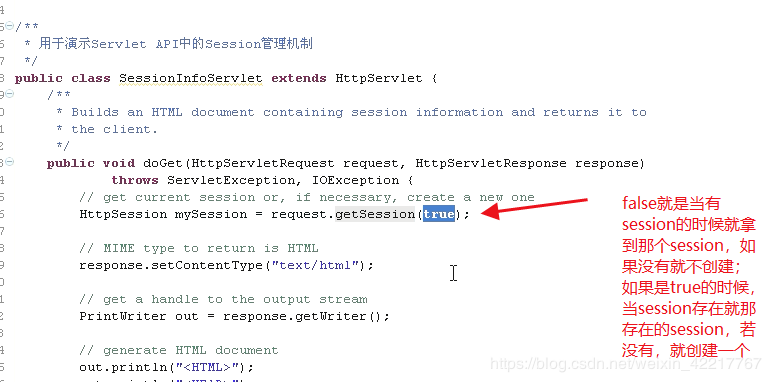 4
5 /**
6  * 用于演示Servlet API中的Session管理机制
7  */
8 public class SessionInfoServlet extends HttpServlet {
9     /**
0      * Builds an HTML document containing session information and returns it to
1      * the client.
2      */
3     public void doGet(HttpServletRequest request, HttpServletResponse response)
4             throws ServletException, IOException {
5         // get current session or, if necessary, create a new one
6         HttpSession mySession = request.getSession(true);
7
8         // MIME type to return is HTML
9         response.setContentType("text/html");
0
1         // get a handle to the output stream
2         PrintWriter out = response.getWriter();
3
4         // generate HTML document
5         out.println("<HTML>");
false就是当有
session的时候就拿
到那个session，如
果没有就不创建；
如果是true的时候，
当session存在就那
存在的session，若
没有，就创建一个
https://blog.csdn.net/weixin_42217767